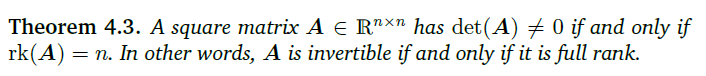 Theorem 4.3. A square matrix A ∈ ℝⁿˣⁿ has det(A) ≠ 0 if and only if
rk(A) = n. In other words, A is invertible if and only if it is full rank.